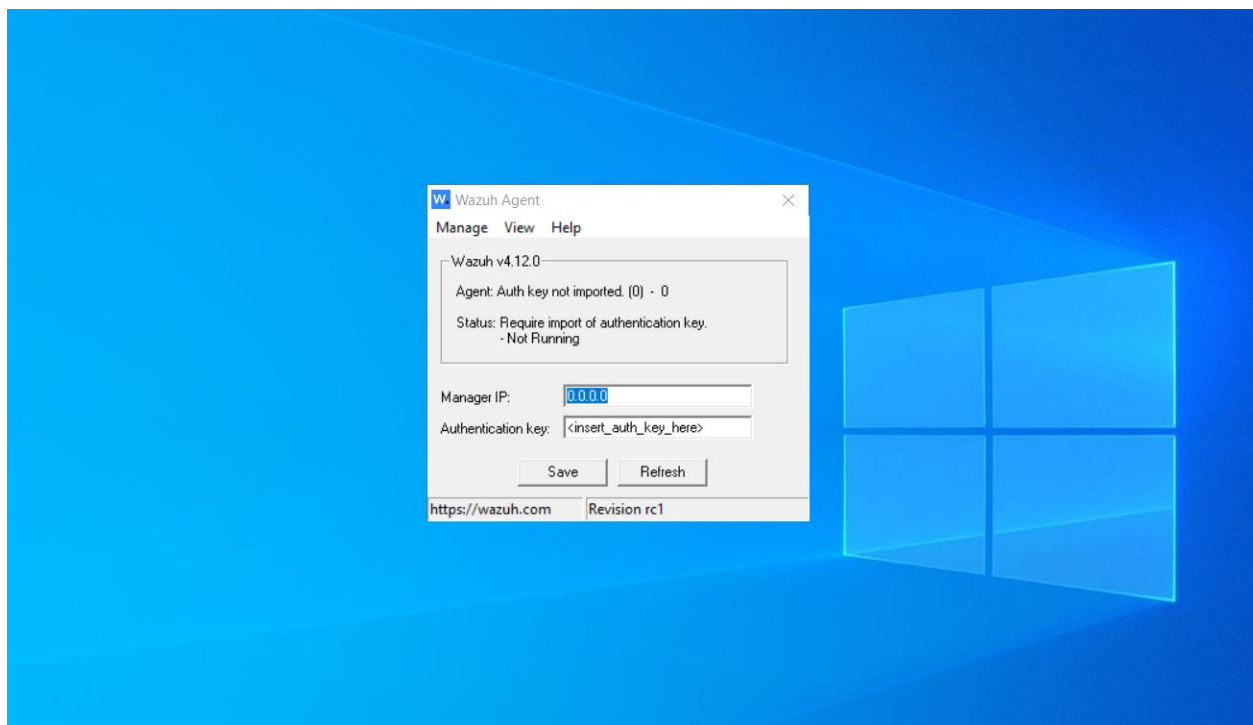 W. Wazuh Agent
Manage View Help
Wazuh v4.12.0
Agent: Auth key not imported. (0) - 0
Status: Require import of authentication key.
- Not Running
Manager IP: 0.0.0.0
Authentication key: <insert_auth_key_here>
Save Refresh
https://wazuh.com Revision rc1